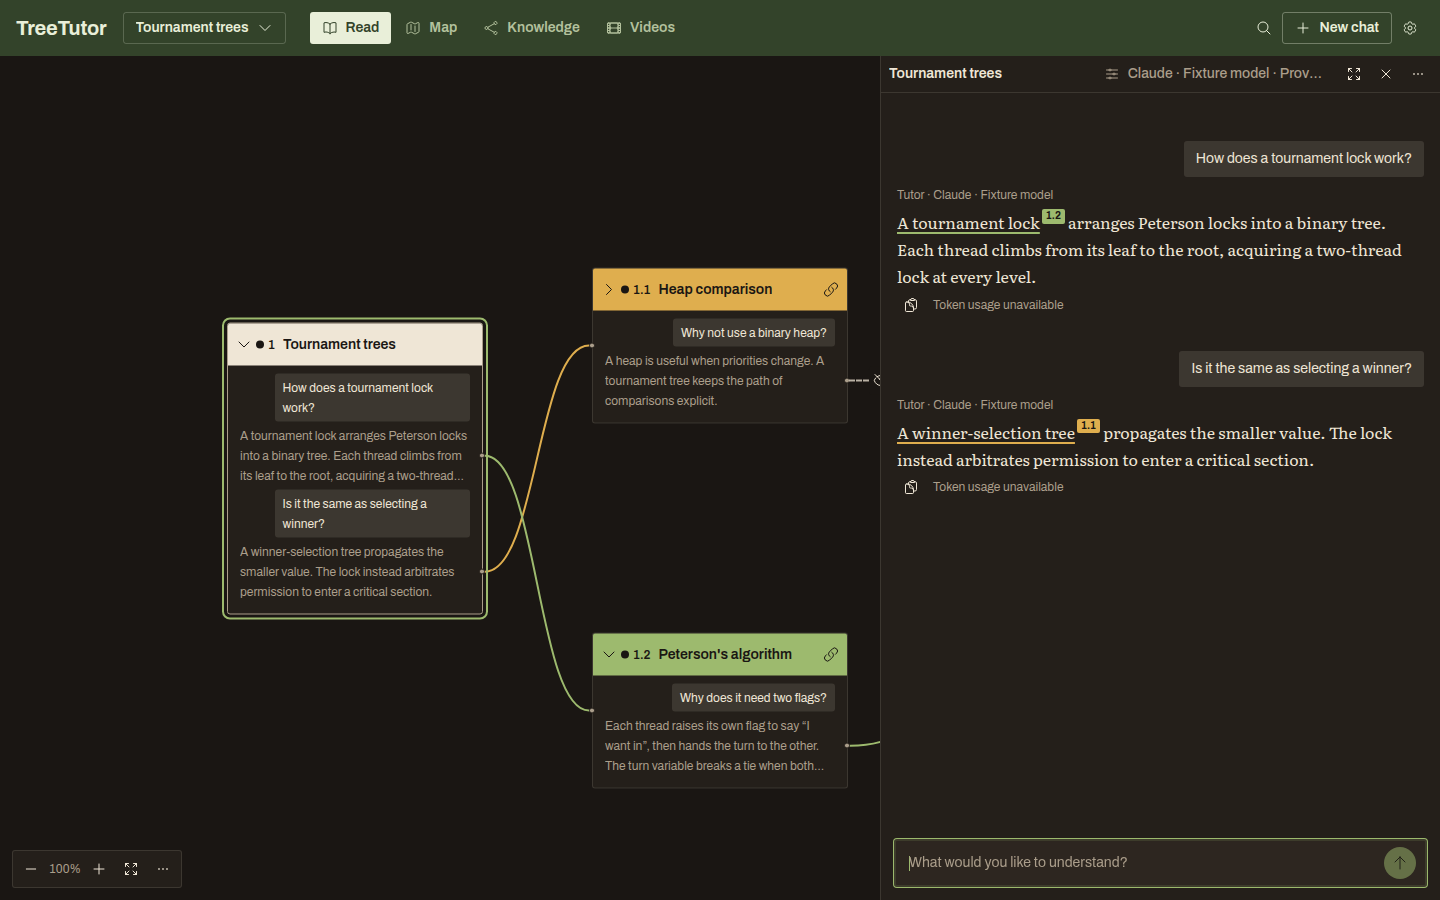 TreeTutor
Tournament trees
Read
Map
Knowledge
Videos
New chat
1 Tournament trees
How does a tournament lock
work?
A tournament lock arranges Peterson locks
into a binary tree. Each thread climbs from
its leaf to the root, acquiring a two-thread...
Is it the same as selecting a
winner?
A winner-selection tree propagates the
smaller value. The lock instead arbitrates
permission to enter a critical section.
1.1 Heap comparison
Why not use a binary heap?
A heap is useful when priorities change. A
tournament tree keeps the path of
comparisons explicit.
1.2 Peterson's algorithm
Why does it need two flags?
Each thread raises its own flag to say “I
want in”, then hands the turn to the other.
The turn variable breaks a tie when both...
100%
Tournament trees
Claude · Fixture model · Prov...
How does a tournament lock work?
Tutor · Claude · Fixture model
A tournament lock 1.2 arranges Peterson locks into a binary tree.
Each thread climbs from its leaf to the root, acquiring a two-thread
lock at every level.
Token usage unavailable
Is it the same as selecting a winner?
Tutor · Claude · Fixture model
A winner-selection tree 1.1 propagates the smaller value. The lock
instead arbitrates permission to enter a critical section.
Token usage unavailable
What would you like to understand?